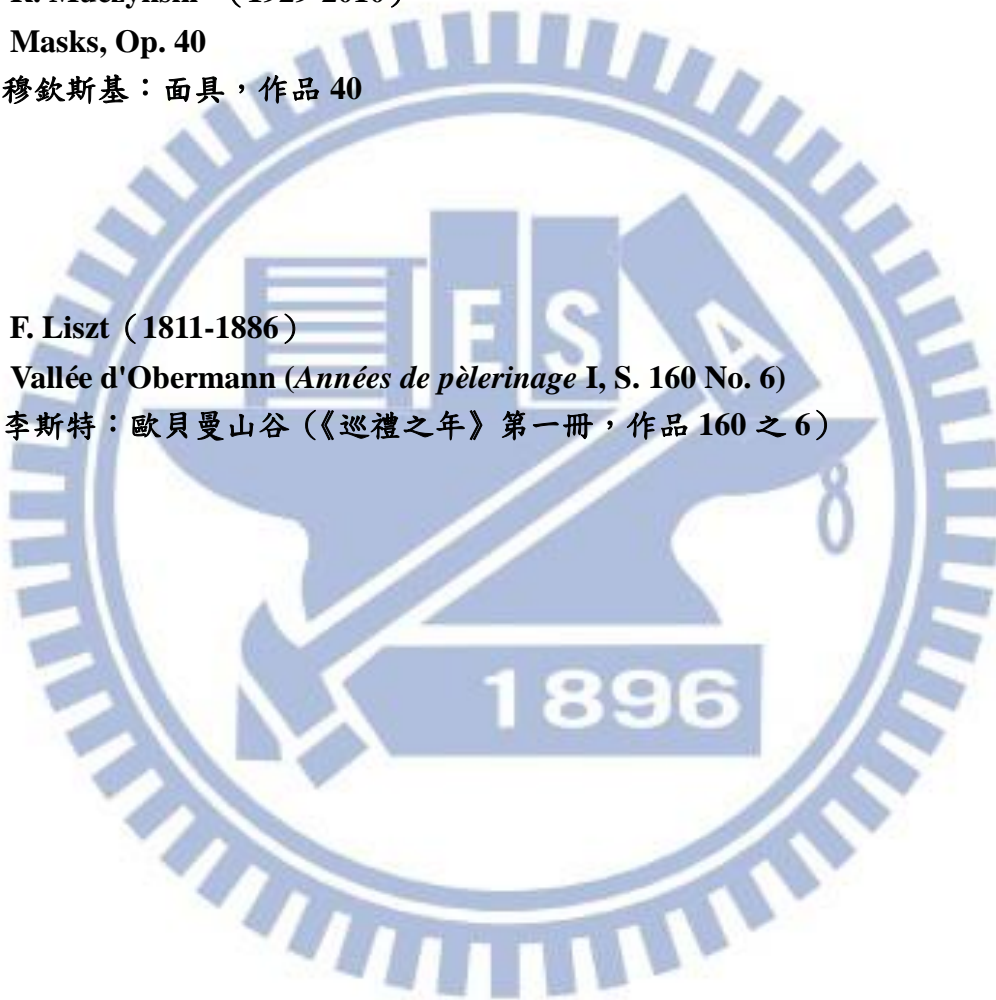 Masks, Op. 40
穆欽斯基：面具，作品 40
F. Liszt（1811-1886）
Vallée d'Obermann (Années de pèlerinage I, S. 160 No. 6)
李斯特：歐貝曼山谷（《巡禮之年》第一冊，作品 160 之 6）
E S A
1896